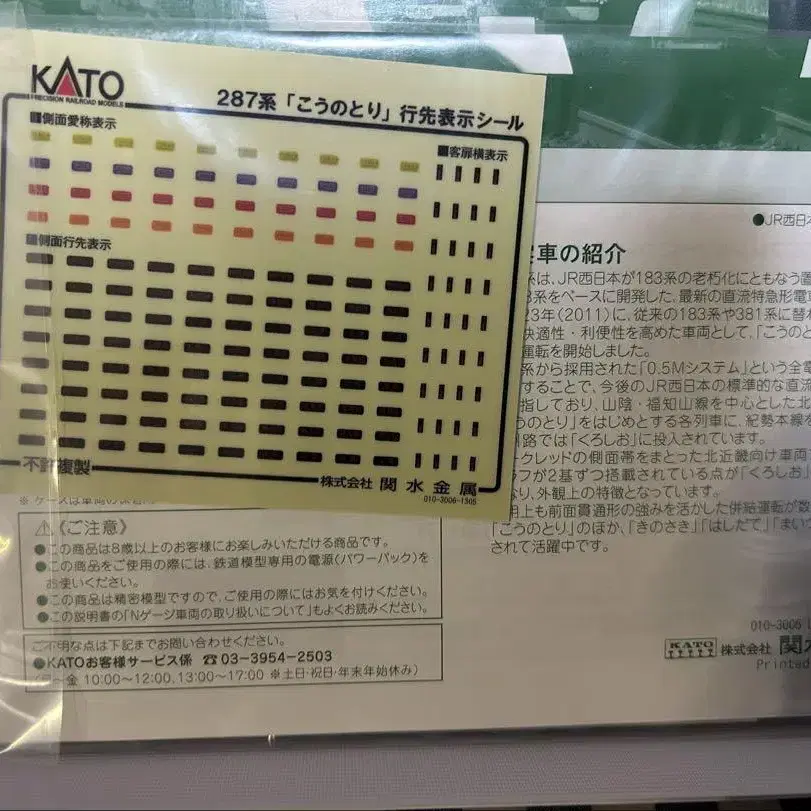 KATO
PRECISION RAILROAD MODELS
287系「こうのとり」行先表示シール
■側面愛称表示
■客扉横表示
■側面行先表示
不許複製
株式会社 関水金属
010-3006-1305
●JR西日本
車の紹介
系は、JR西日本が183系の老朽化にともなう置
系をベースに開発した、最新の直流特急形電
23年(2011)に、従来の183系や381系に替
快適性・利便性を高めた車両として、「こうのと
運転を開始しました。
系から採用された「0.5Mシステム」という全電
することで、今後のJR西日本の標準的な直流
指しており、山陰・福知山線を中心とした北
うのとり」をはじめとする各列車に、紀勢本線を
路では「くろしお」に投入されています。
ークレッドの側面帯をまとった北近畿向け車両で
ラフが2基ずつ搭載されている点が「くろしお
なり、外観上の特徴となっています。
用上も前面貫通形の強みを活かした併結運転が数
「こうのとり」のほか、「きのさき」「はしだて」「まいづ
されて活躍中です。
⚠《ご注意》
●この商品は8歳以上のお客様にお楽しみいただける商品です。
●この商品をご使用の際には、鉄道模型専用の電源(パワーパック)を
お使いください。
●この商品は精密模型ですので、ご使用の際にはお気を付けください。
●この説明書の「Nゲージ車両の取り扱いについて」もよくお読みください。
ご不明な点は下記までお問い合わせください。
●KATOお客様サービス係 ☎03-3954-2503
(月~金 10:00~12:00、13:00~17:00 ※土日・祝日・年末年始休み)
010-3006
KATO 株式会社 関水
Printed